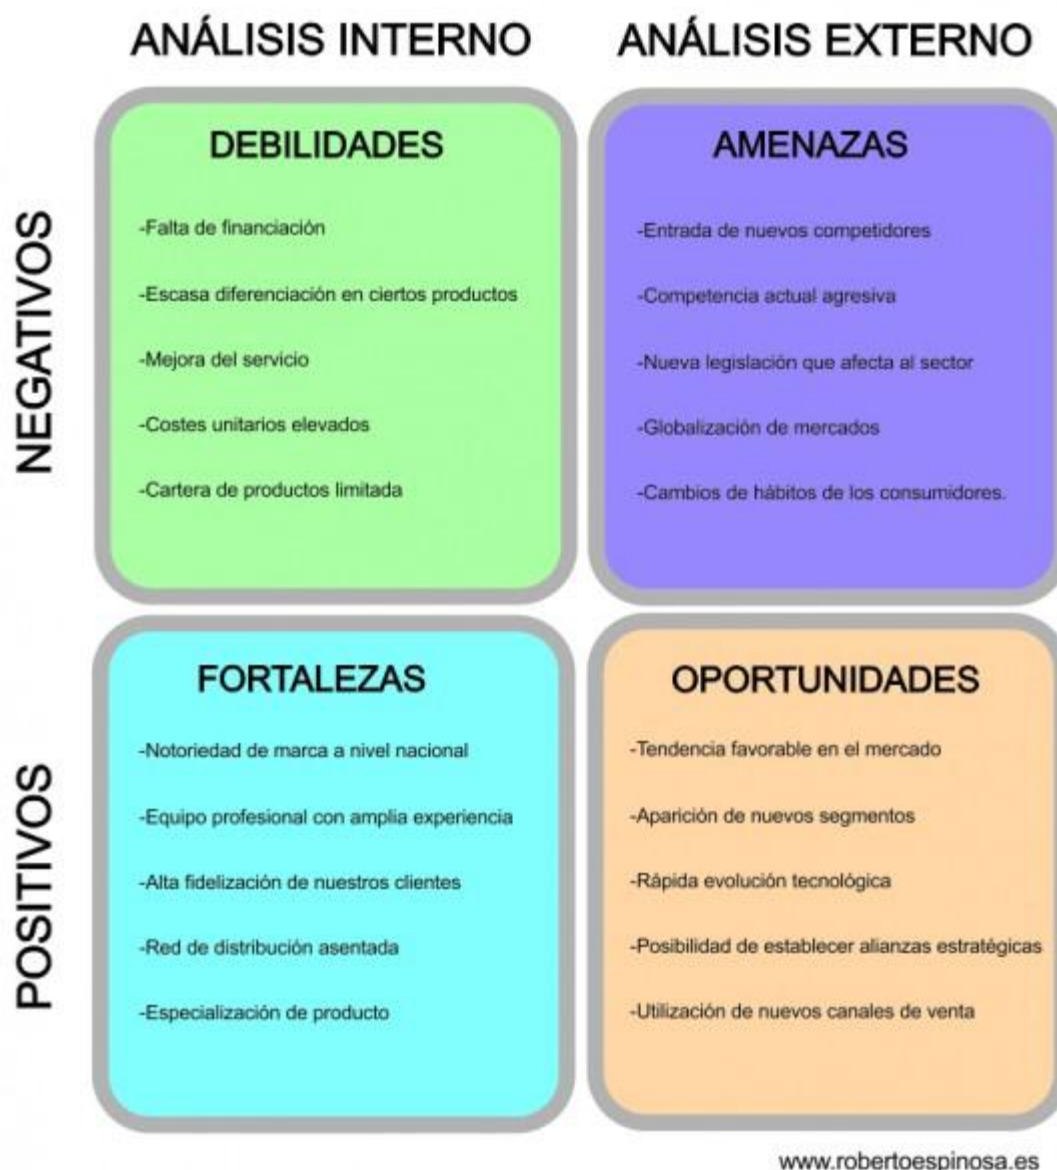 ANÁLISIS INTERNO
ANÁLISIS EXTERNO
NEGATIVOS
DEBILIDADES
-Falta de financiación
-Escasa diferenciación en ciertos productos
-Mejora del servicio
-Costes unitarios elevados
-Cartera de productos limitada
AMENAZAS
-Entrada de nuevos competidores
-Competencia actual agresiva
-Nueva legislación que afecta al sector
-Globalización de mercados
-Cambios de hábitos de los consumidores.
POSITIVOS
FORTALEZAS
-Notoriedad de marca a nivel nacional
-Equipo profesional con amplia experiencia
-Alta fidelización de nuestros clientes
-Red de distribución asentada
-Especialización de producto
OPORTUNIDADES
-Tendencia favorable en el mercado
-Aparición de nuevos segmentos
-Rápida evolución tecnológica
-Posibilidad de establecer alianzas estratégicas
-Utilización de nuevos canales de venta
www.robertoespinosa.es